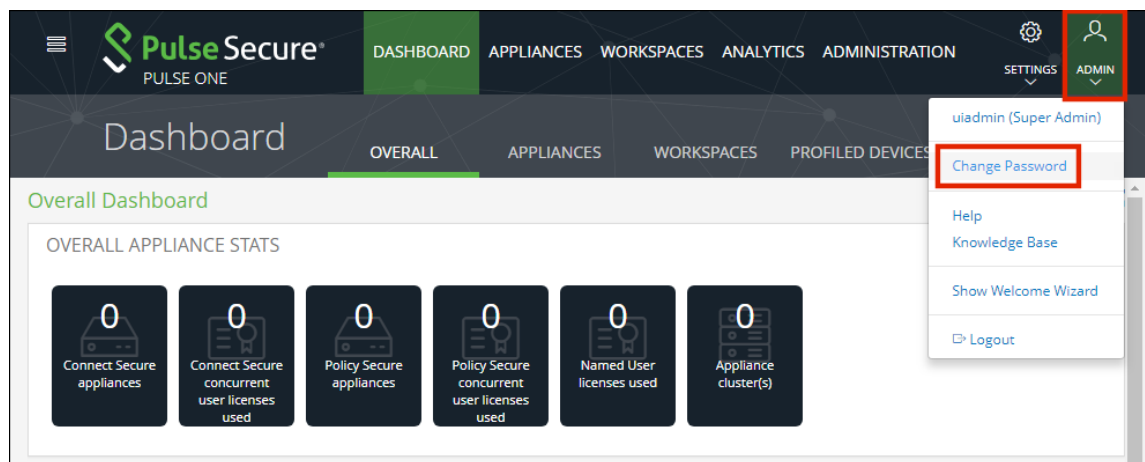 Pulse Secure®
PULSE ONE
DASHBOARD APPLIANCES WORKSPACES ANALYTICS ADMINISTRATION
SETTINGS
ADMIN
Dashboard
OVERALL APPLIANCES WORKSPACES PROFILED DEVICES
uiadmin (Super Admin)
Change Password
Help
Knowledge Base
Show Welcome Wizard
Logout
Overall Dashboard
OVERALL APPLIANCE STATS
0
Connect Secure
appliances
0
Connect Secure
concurrent
user licenses
used
0
Policy Secure
appliances
0
Policy Secure
concurrent
user licenses
used
0
Named User
licenses used
0
Appliance
cluster(s)